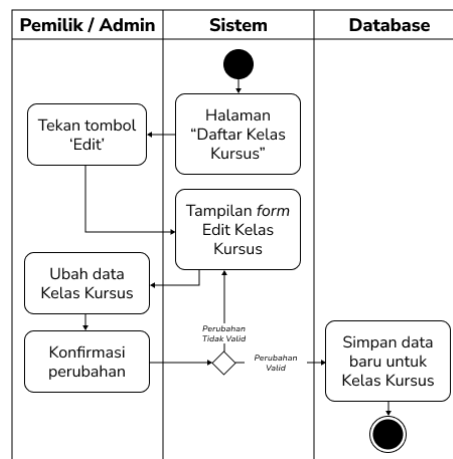 Pemilik / Admin
Sistem
Database
Halaman
“Daftar Kelas
Kursus”
Tekan tombol
‘Edit’
Tampilan form
Edit Kelas
Kursus
Ubah data
Kelas Kursus
Konfirmasi
perubahan
Perubahan
Tidak Valid
Perubahan
Valid
Simpan data
baru untuk
Kelas Kursus